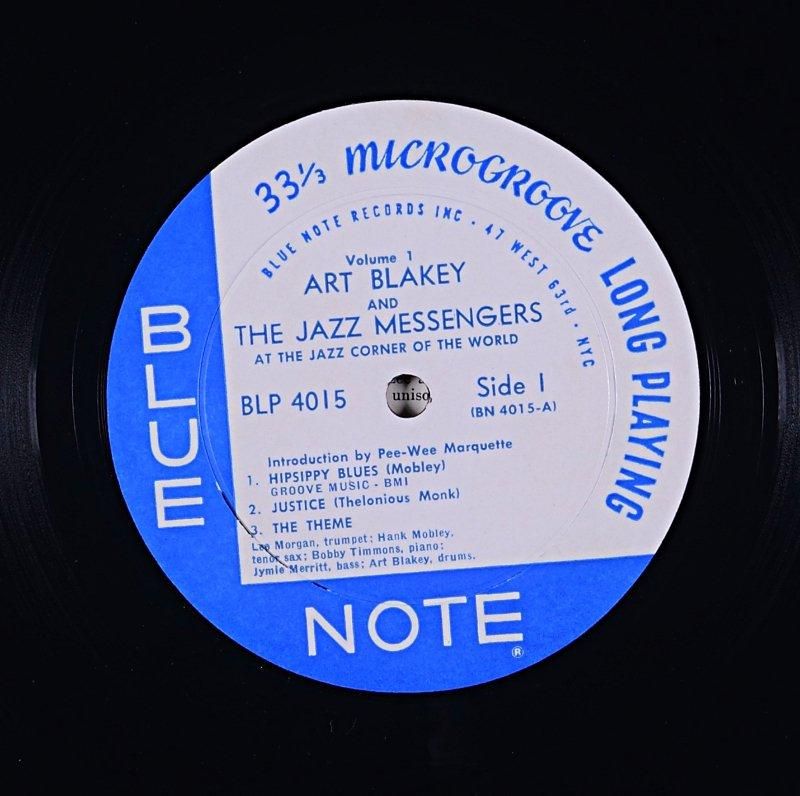 33⅓ MICROGROOVE LONG PLAYING
BLUE NOTE RECORDS INC • 47 WEST 63rd • NYC
Volume 1
ART BLAKEY
AND
THE JAZZ MESSENGERS
AT THE JAZZ CORNER OF THE WORLD
BLP 4015
Side 1
(BN 4015-A)
unisq
Introduction by Pee-Wee Marquette
1. HIPSIPPY BLUES (Mobley)
GROOVE MUSIC - BMI
2. JUSTICE (Thelonious Monk)
3. THE THEME
Lee Morgan, trumpet; Hank Mobley,
tenor sax; Bobby Timmons, piano;
Jymie Merritt, bass; Art Blakey, drums.
BLUE
NOTE
®